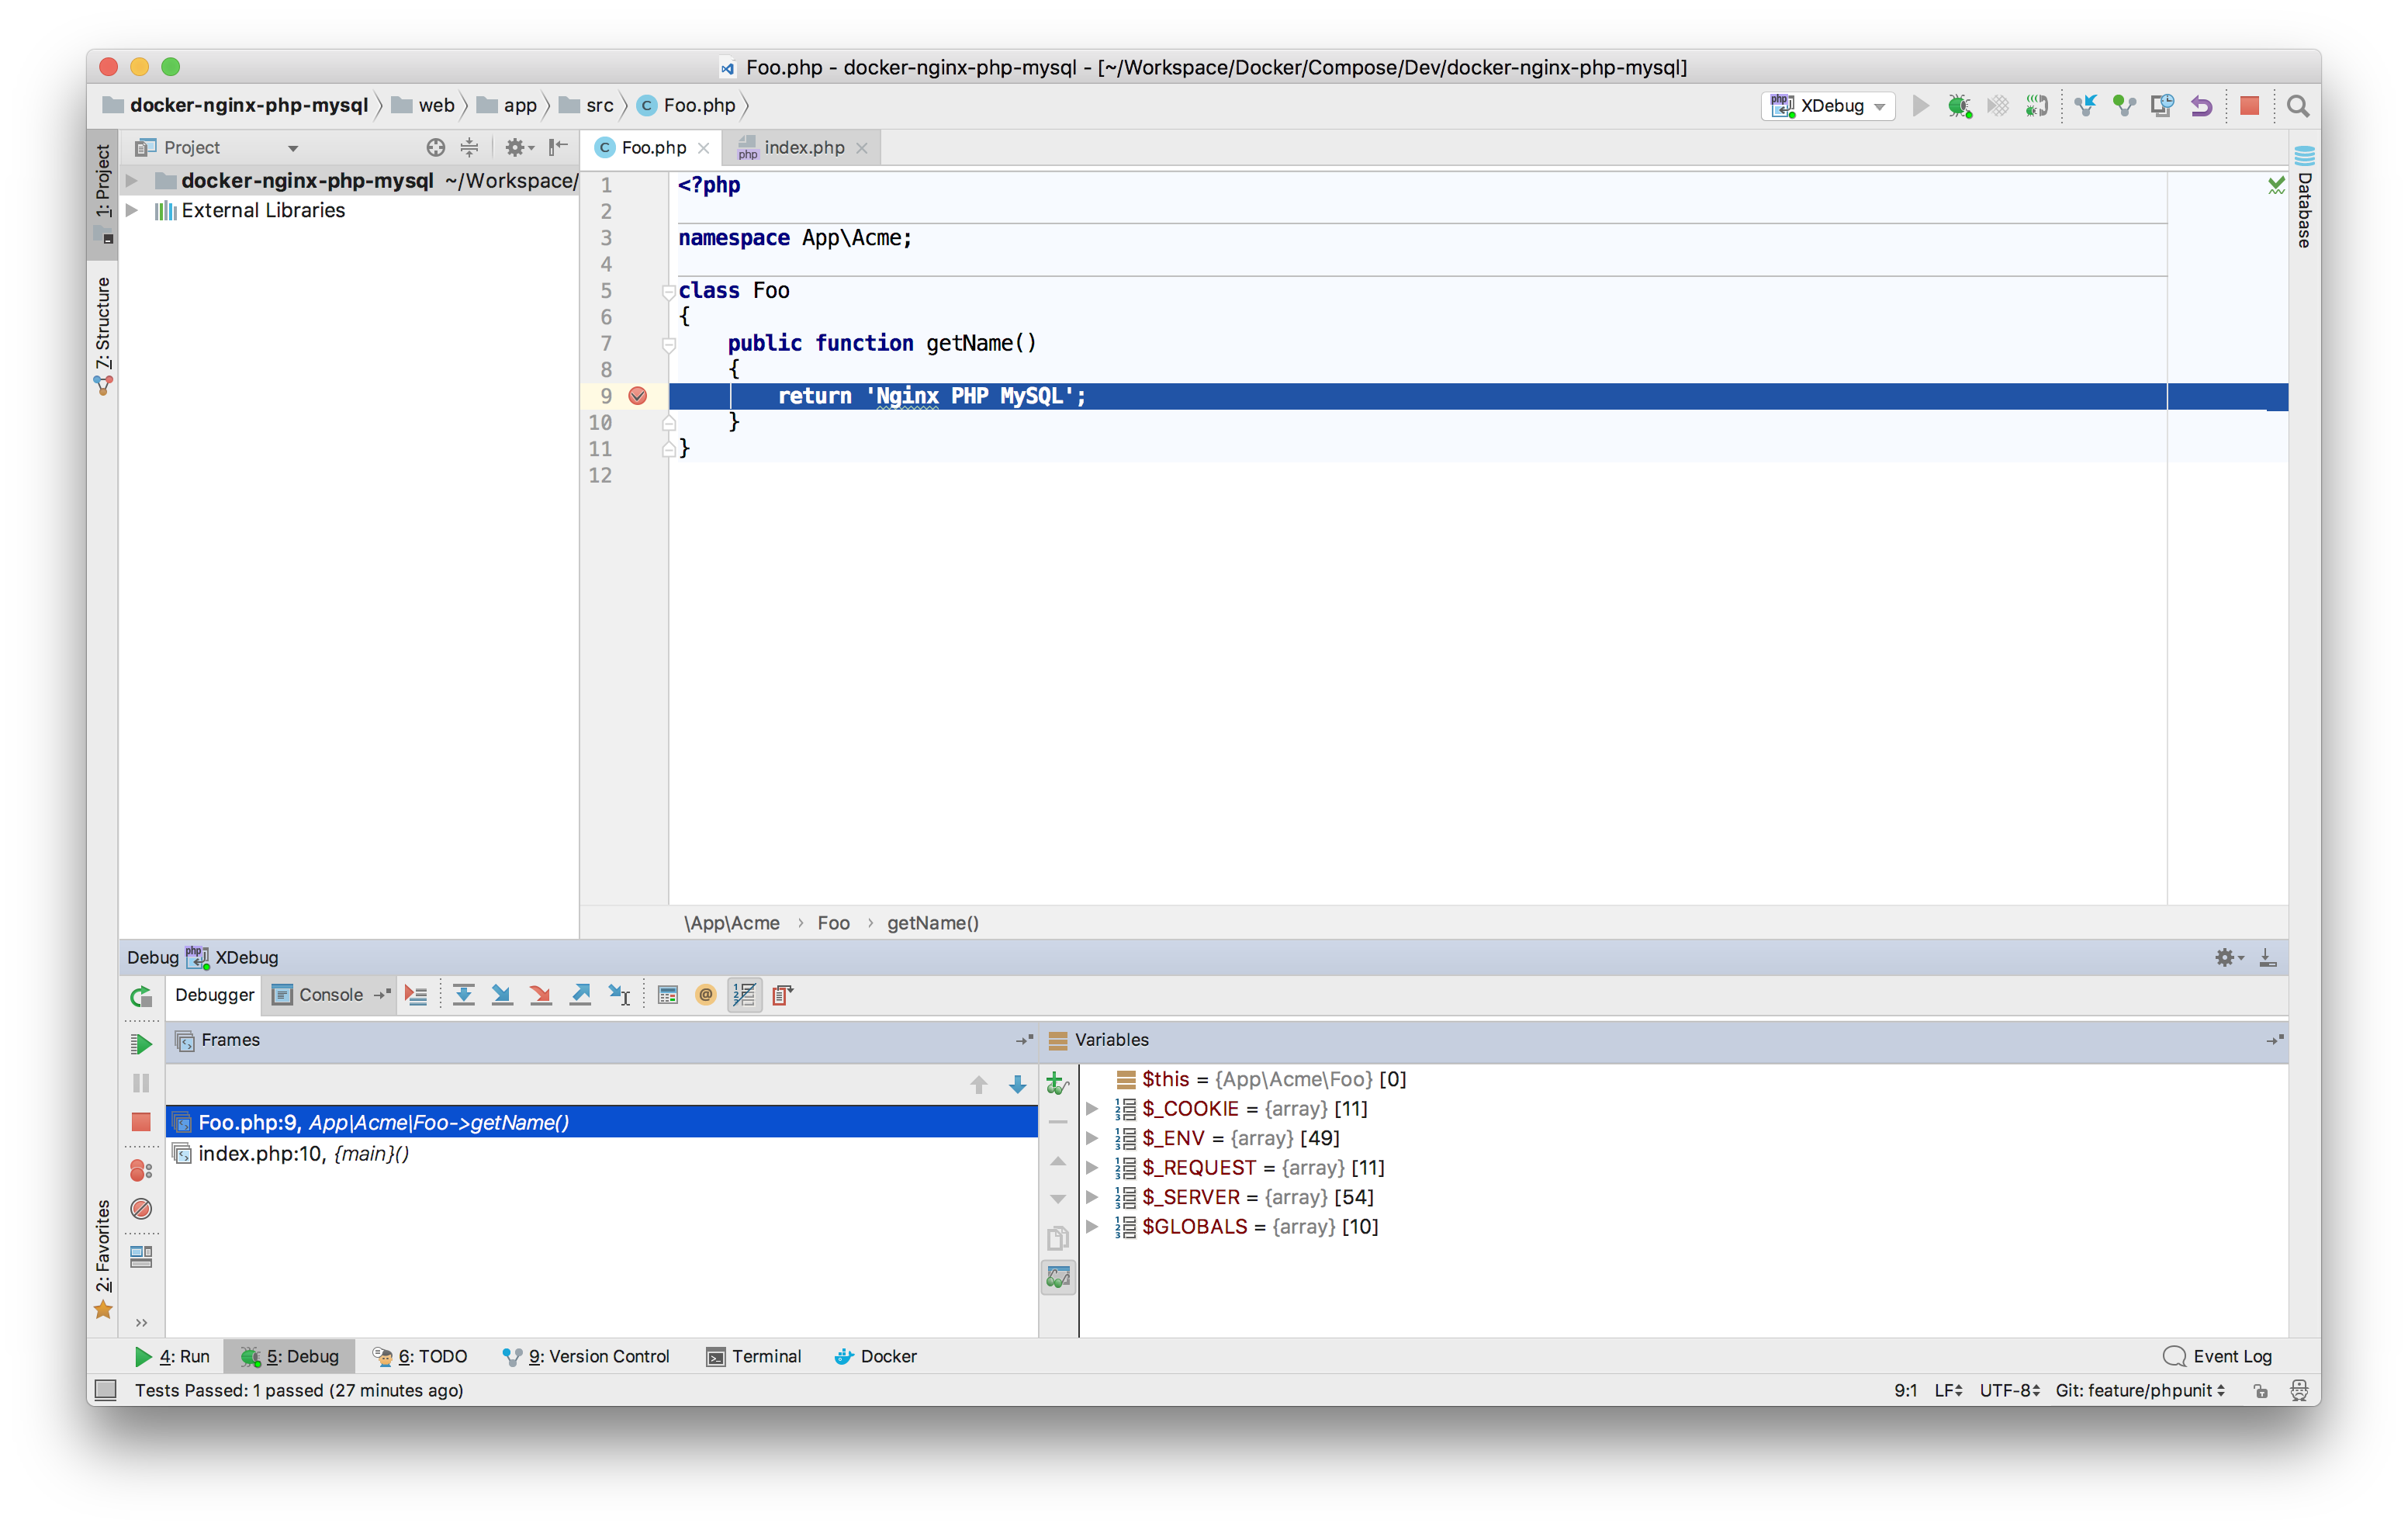 Foo.php - docker-nginx-php-mysql - [~/Workspace/Docker/Compose/Dev/docker-nginx-php-mysql]
docker-nginx-php-mysql web app src C Foo.php
php XDebug
1: Project
7: Structure
2: Favorites
Project
docker-nginx-php-mysql ~/Workspace/
External Libraries
C Foo.php php index.php
Database
1 <?php
2
3 namespace App\Acme;
4
5 class Foo
6 {
7 public function getName()
8 {
9 return 'Nginx PHP MySQL';
10 }
11 }
12
\App\Acme › Foo › getName()
Debug php XDebug
Debugger Console
Frames
Foo.php:9, App|Acme|Foo->getName()
index.php:10, {main}()
Variables
$this = {App\Acme\Foo} [0]
$_COOKIE = {array} [11]
$_ENV = {array} [49]
$_REQUEST = {array} [11]
$_SERVER = {array} [54]
$GLOBALS = {array} [10]
4: Run 5: Debug 6: TODO 9: Version Control Terminal Docker Event Log
Tests Passed: 1 passed (27 minutes ago) 9:1 LF UTF-8 Git: feature/phpunit